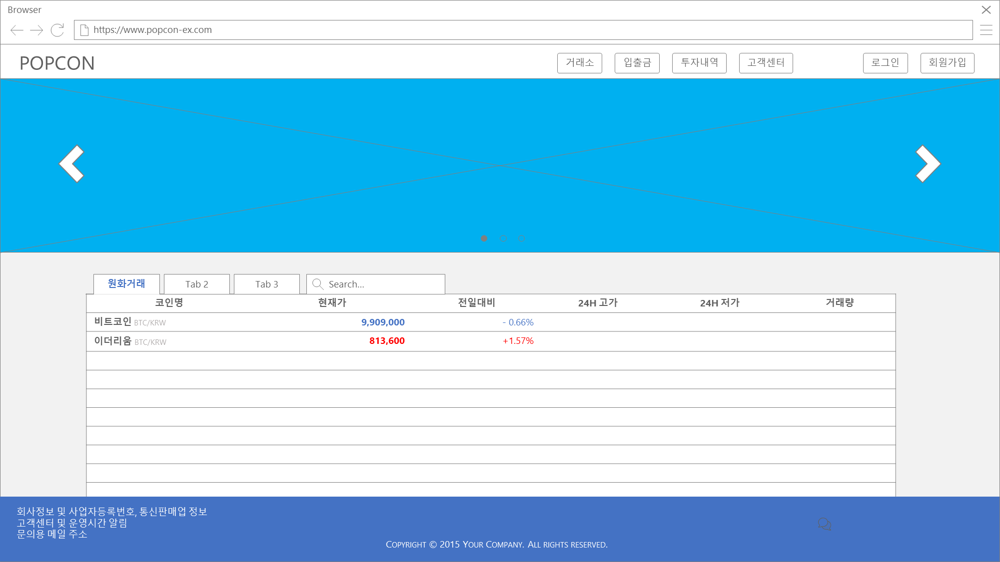 Browser
https://www.popcon-ex.com
POPCON
거래소 입출금 투자내역 고객센터 로그인 회원가입
원화거래 Tab 2 Tab 3 Search...
코인명 현재가 전일대비 24H 고가 24H 저가 거래량
비트코인 BTC/KRW 9,909,000 - 0.66%
이더리움 BTC/KRW 813,600 +1.57%
회사정보 및 사업자등록번호, 통신판매업 정보
고객센터 및 운영시간 알림
문의용 메일 주소
Copyright © 2015 Your Company. All rights reserved.